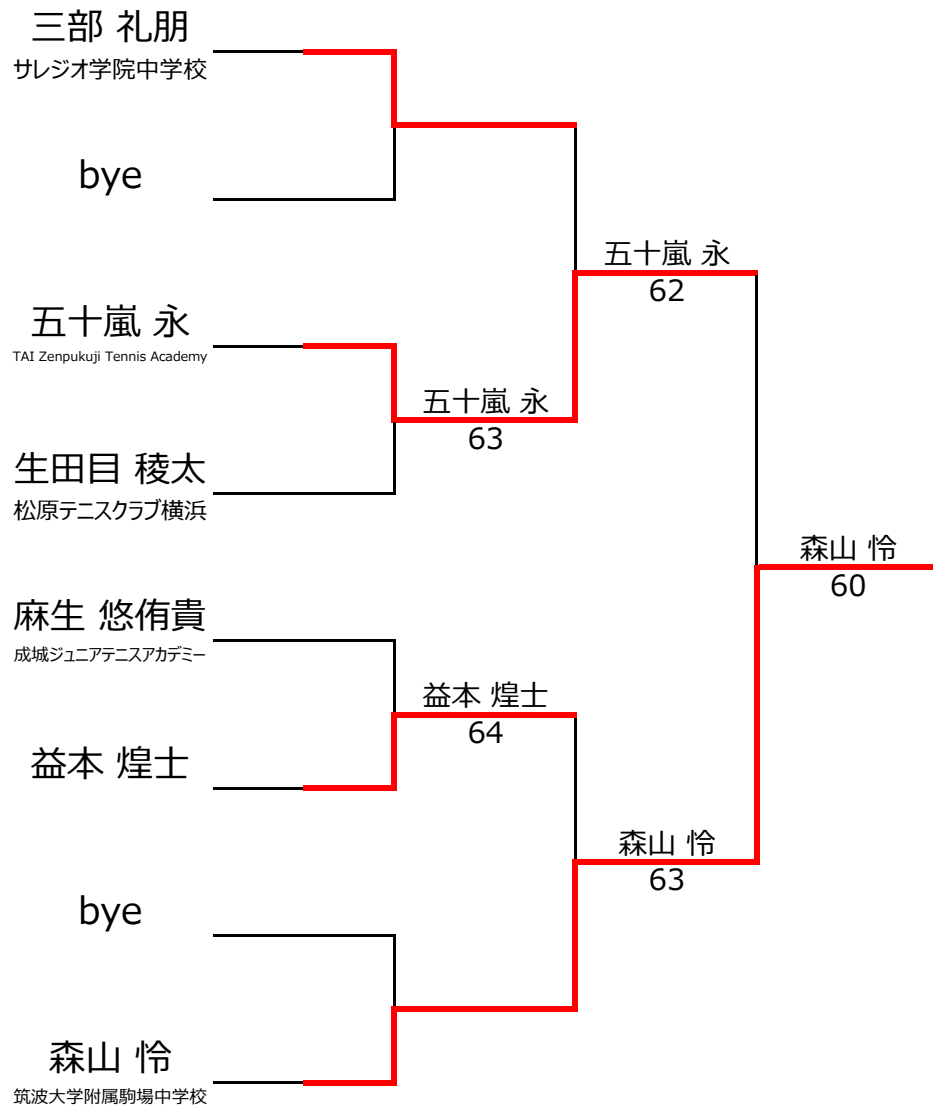 三部 礼朋
サレジオ学院中学校
bye
五十嵐 永
62
五十嵐 永
TAI Zenpukuji Tennis Academy
五十嵐 永
63
生田目 稜太
松原テニスクラブ横浜
森山 怜
60
麻生 悠侑貴
成城ジュニアテニスアカデミー
益本 煌士
64
益本 煌士
森山 怜
63
bye
森山 怜
筑波大学附属駒場中学校